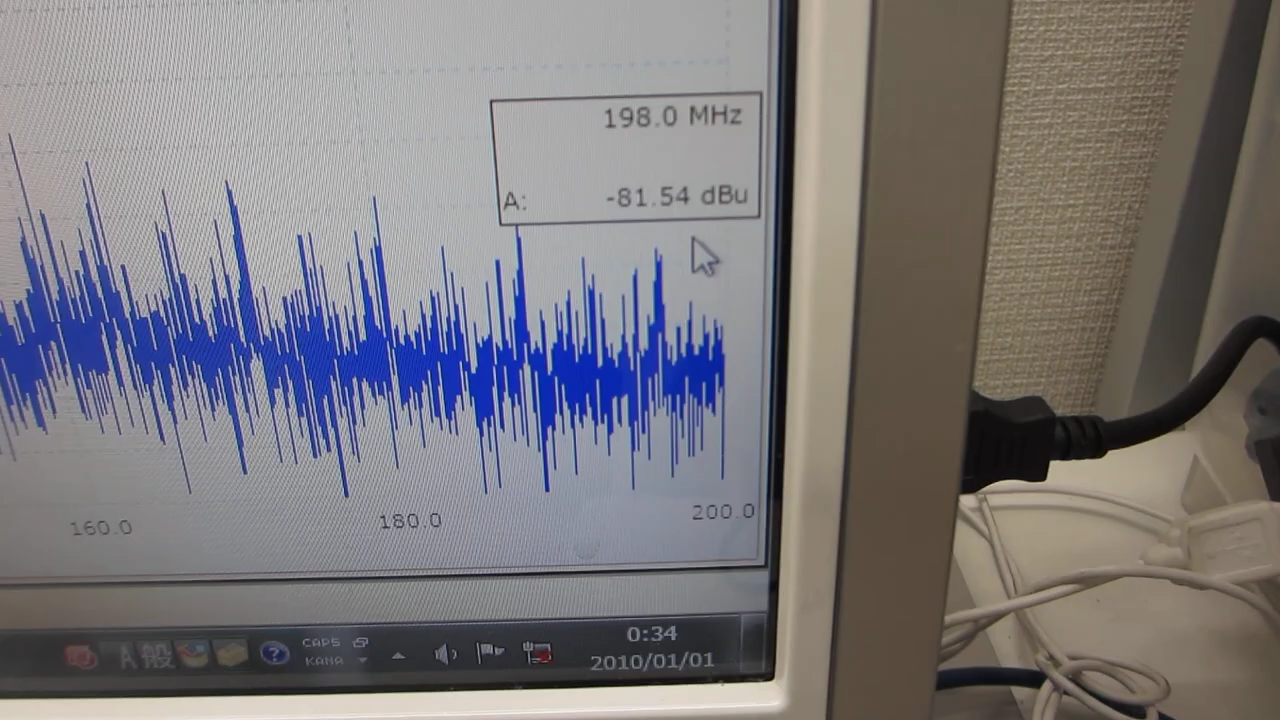 198.0 MHz
A: -81.54 dBu
160.0 180.0 200.0
A 般
CAPS
KANA
0:34
2010/01/01